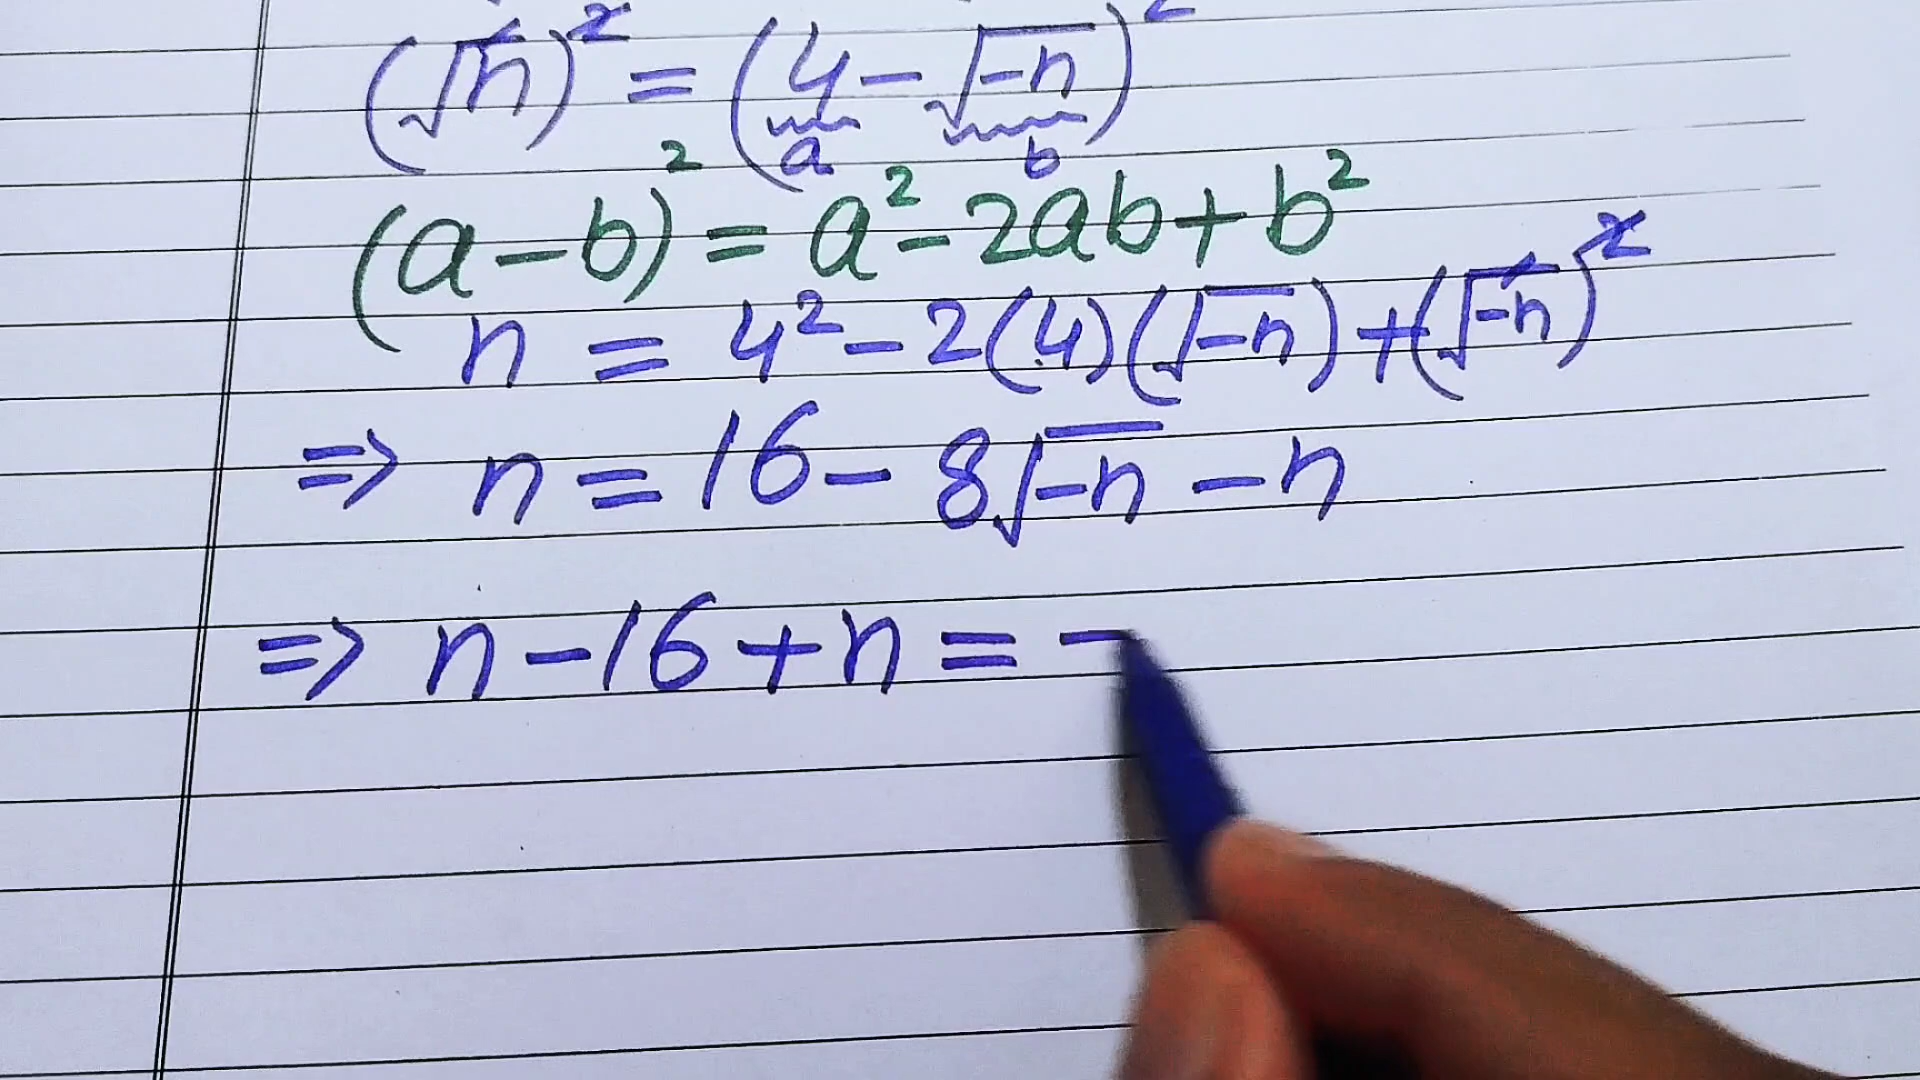 (√n)² = (4 - √-n)²
a b
(a - b)² = a² - 2ab + b²
n = 4² - 2(4)(√-n) + (√-n)²
⇒ n = 16 - 8√-n - n
⇒ n - 16 + n = -